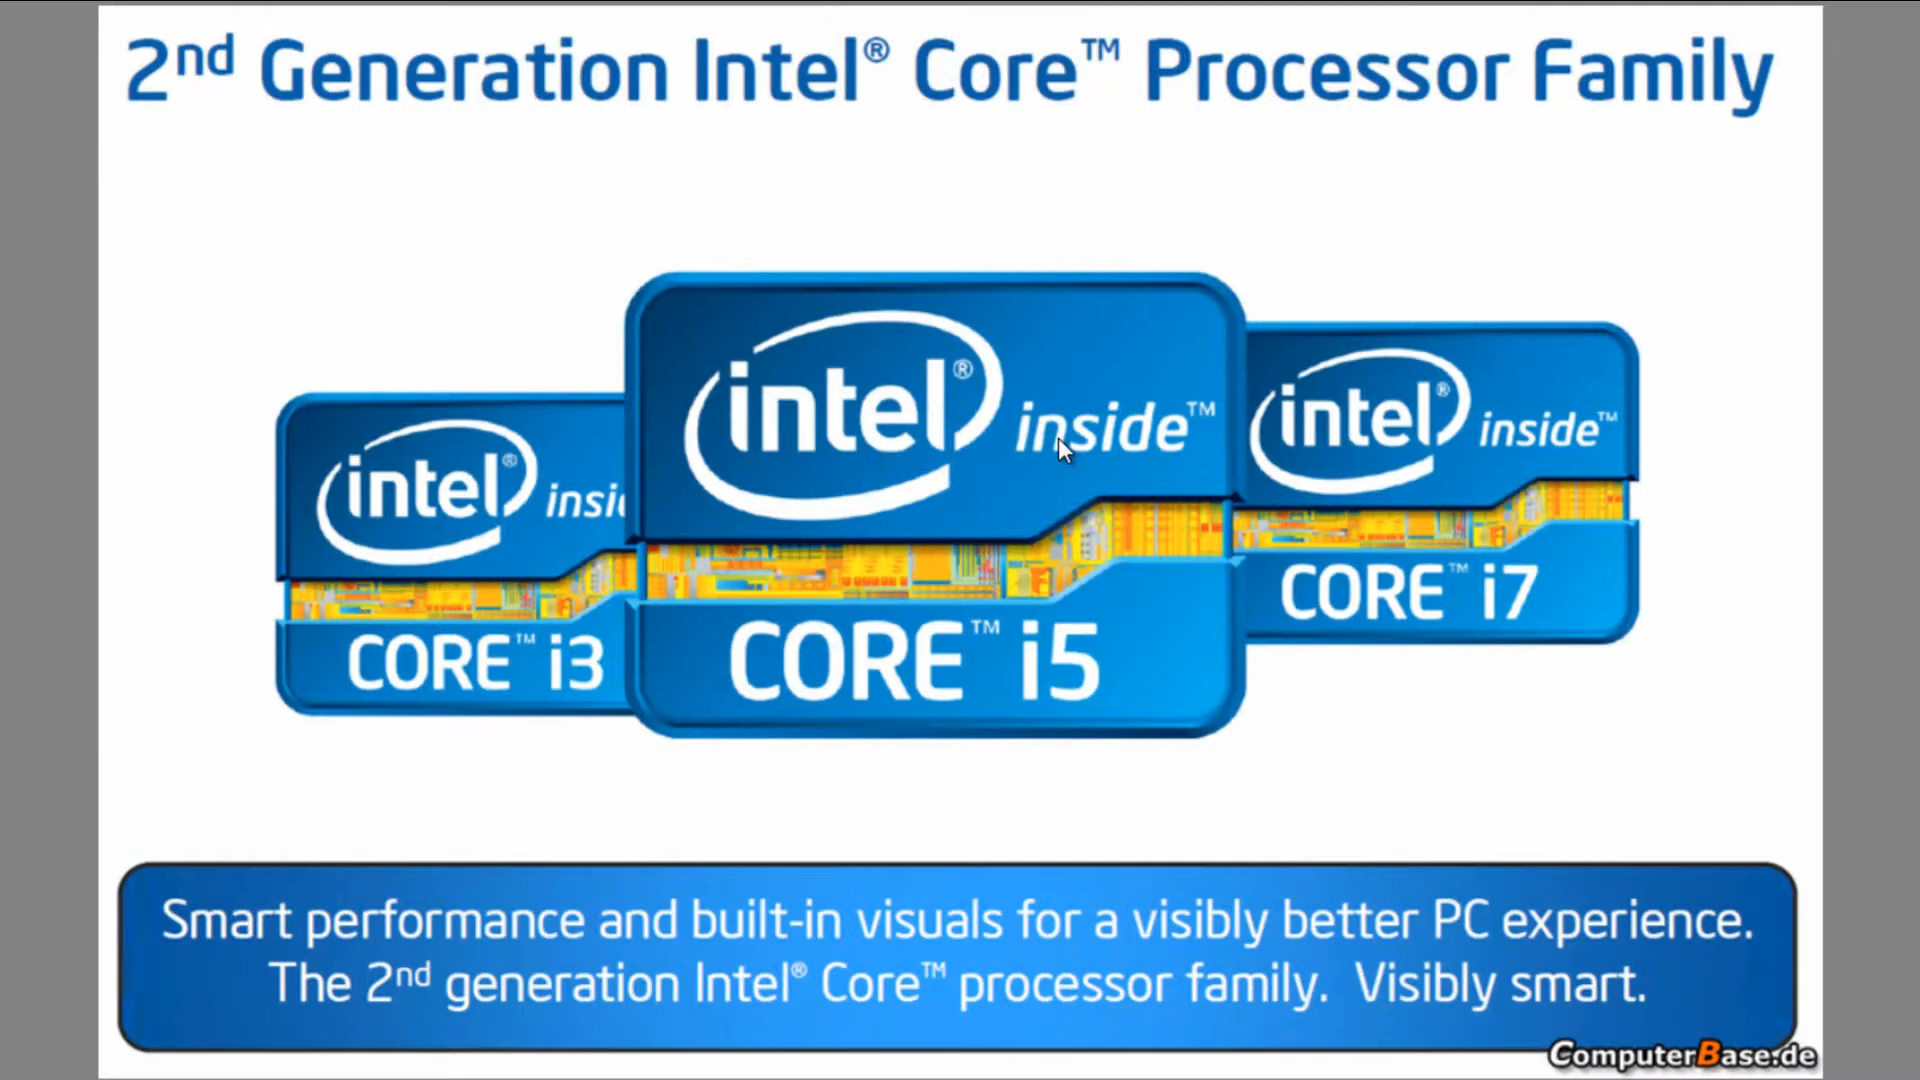 2nd Generation Intel® Core™ Processor Family
intel® insi
CORE™ i3
intel® inside™
CORE™ i5
intel® inside™
CORE™ i7
Smart performance and built-in visuals for a visibly better PC experience.
The 2nd generation Intel® Core™ processor family. Visibly smart.
ComputerBase.de